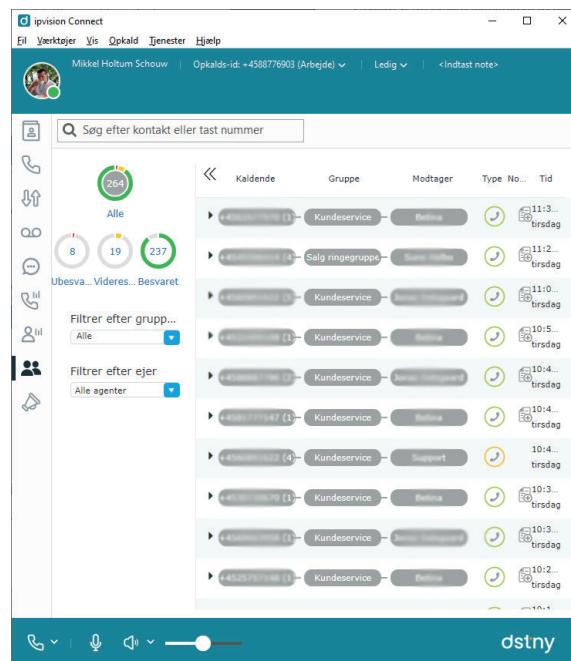 ipvision Connect
Fil Værktøjer Vis Opkald Tjenester Hjælp
Mikkel Holtum Schouw | Opkalds-id: +4588776903 (Arbejde) | Ledig | <Indtast note>
Søg efter kontakt eller tast nummer
264
Alle
8 19 237
Ubesva... Videres... Besvaret
Filtrer efter grupp...
Alle
Filtrer efter ejer
Alle agenter
Kaldende Gruppe Modtager Type No... Tid
Kundeservice 11:3...
tirsdag
Salg ringegruppe 11:2...
tirsdag
Kundeservice 11:0...
tirsdag
Kundeservice 10:5...
tirsdag
Kundeservice 10:4...
tirsdag
Kundeservice 10:4...
tirsdag
Kundeservice Support 10:4...
tirsdag
Kundeservice 10:3...
tirsdag
Kundeservice 10:3...
tirsdag
Kundeservice 10:2...
tirsdag
dstny